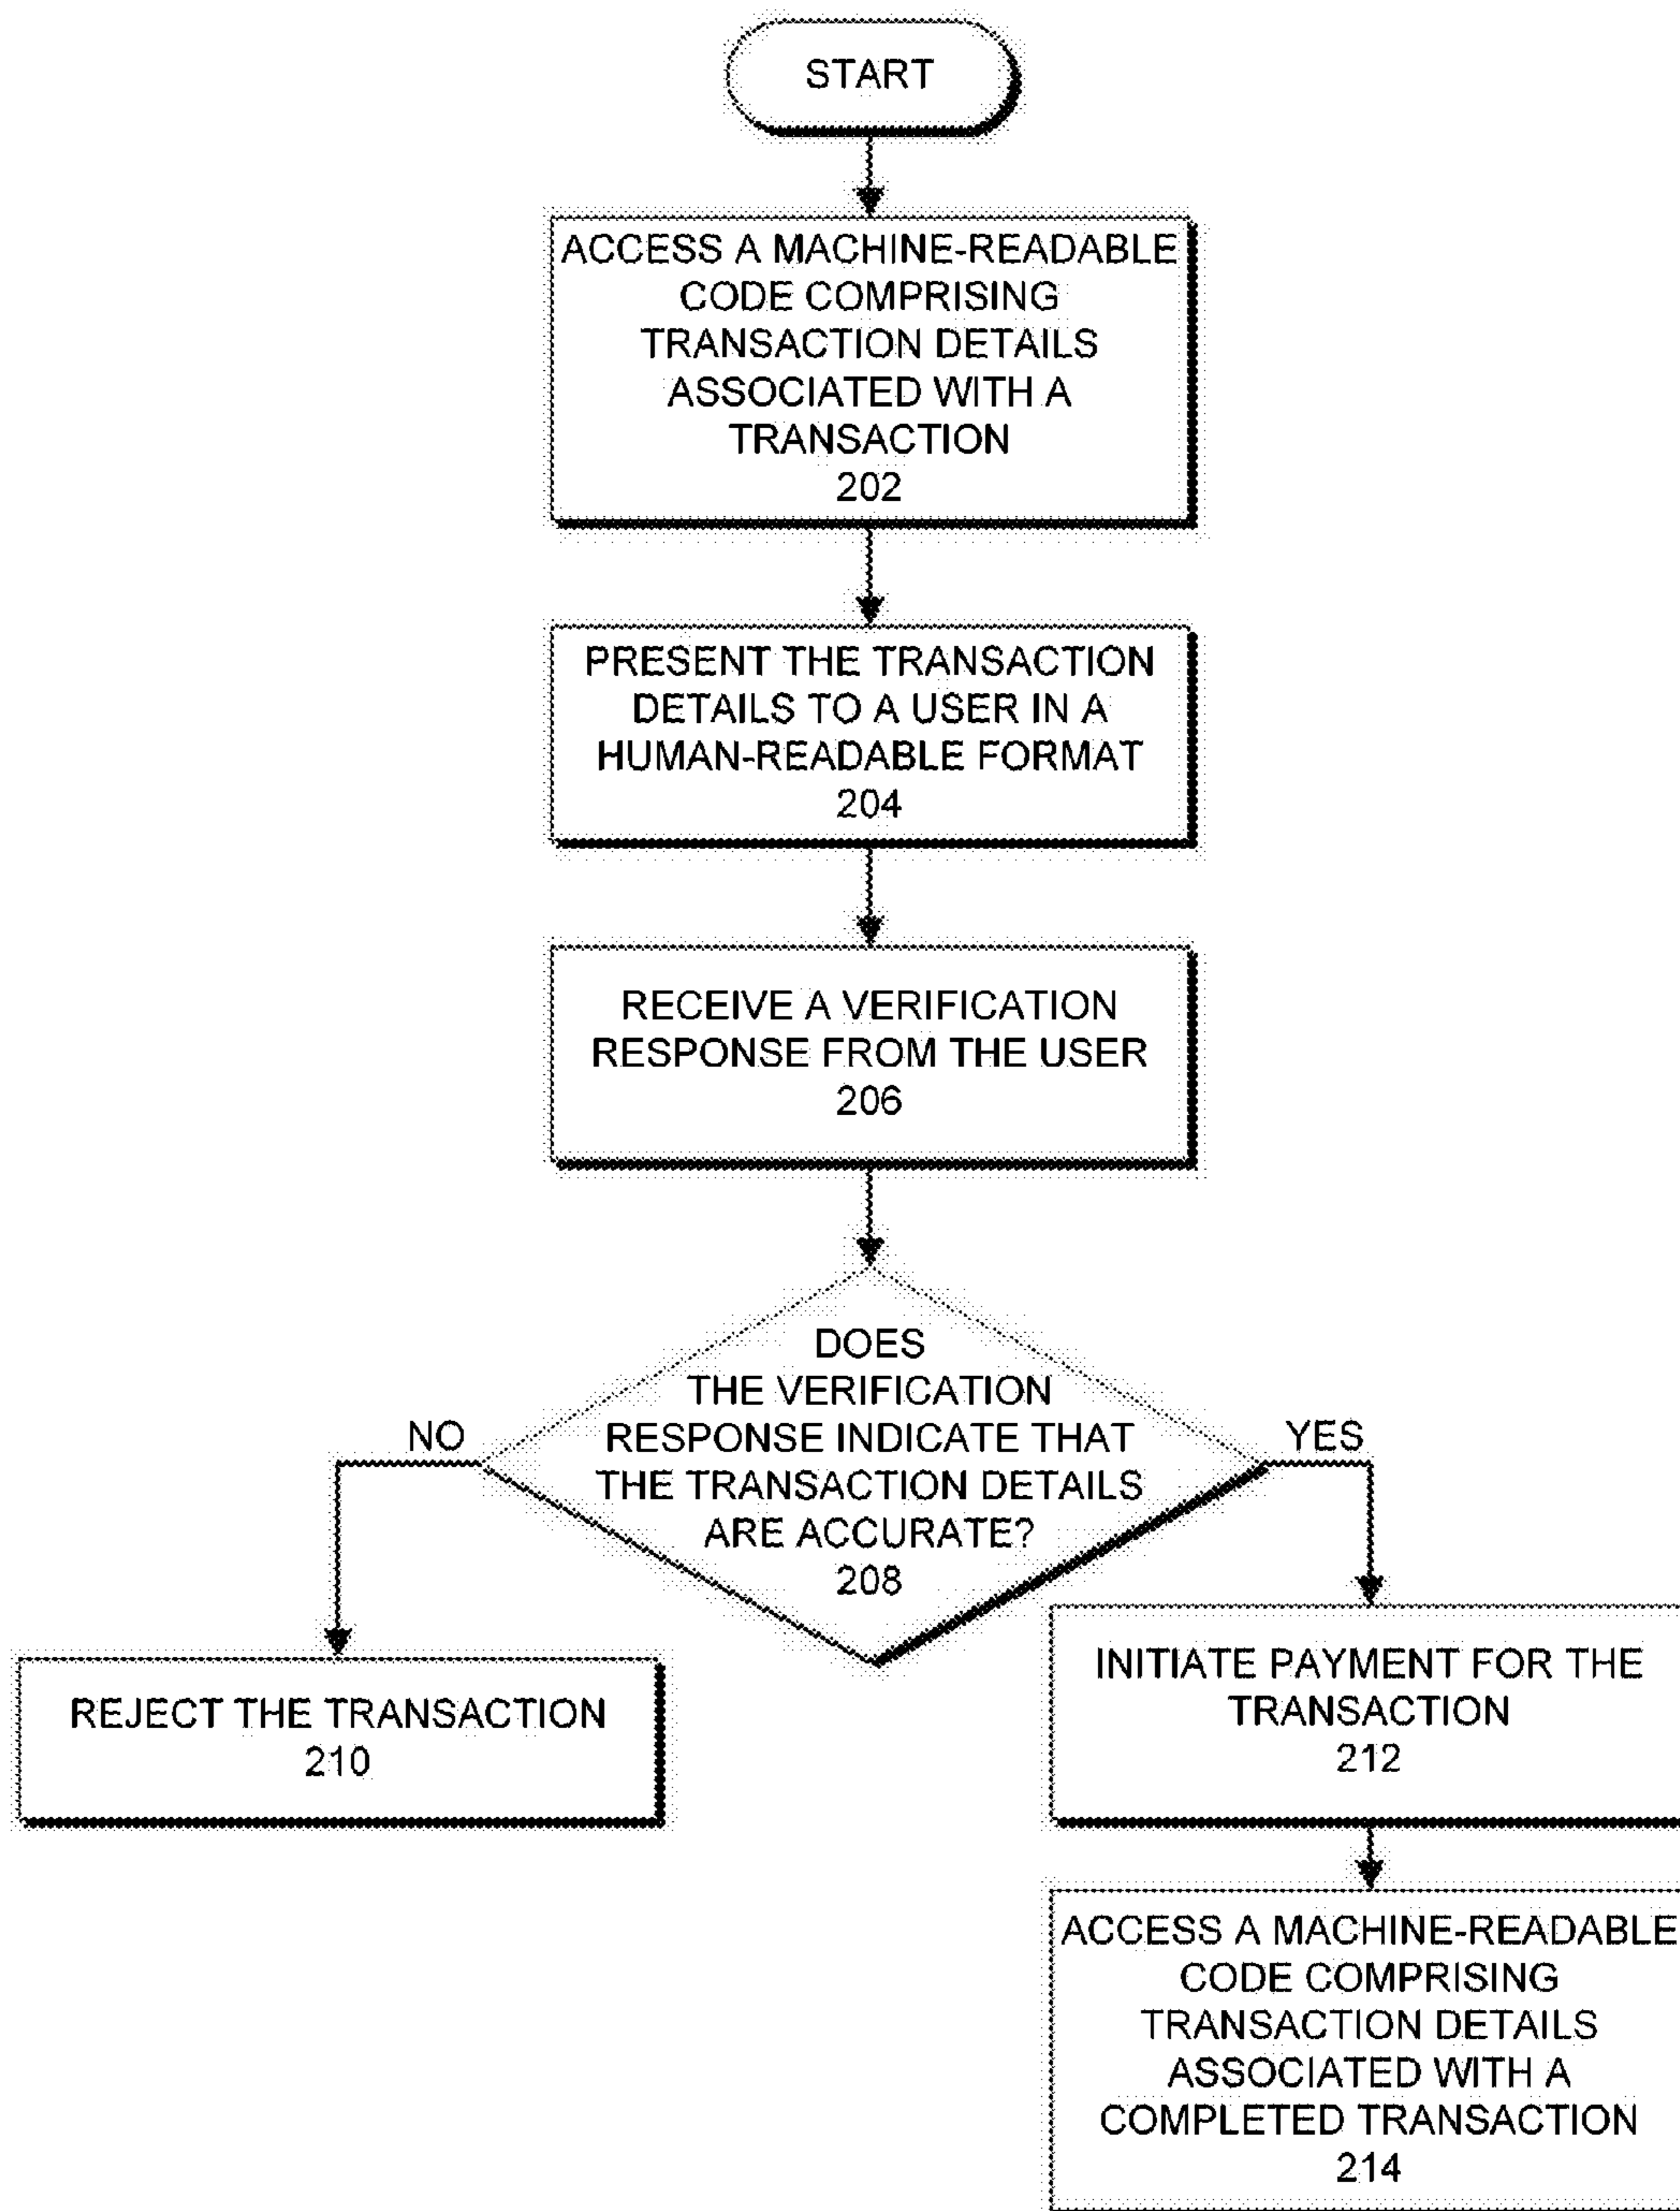 START
ACCESS A MACHINE-READABLE
CODE COMPRISING
TRANSACTION DETAILS
ASSOCIATED WITH A
TRANSACTION
202
PRESENT THE TRANSACTION
DETAILS TO A USER IN A
HUMAN-READABLE FORMAT
204
RECEIVE A VERIFICATION
RESPONSE FROM THE USER
206
DOES
THE VERIFICATION
RESPONSE INDICATE THAT
THE TRANSACTION DETAILS
ARE ACCURATE?
208
NO
YES
REJECT THE TRANSACTION
210
INITIATE PAYMENT FOR THE
TRANSACTION
212
ACCESS A MACHINE-READABLE
CODE COMPRISING
TRANSACTION DETAILS
ASSOCIATED WITH A
COMPLETED TRANSACTION
214